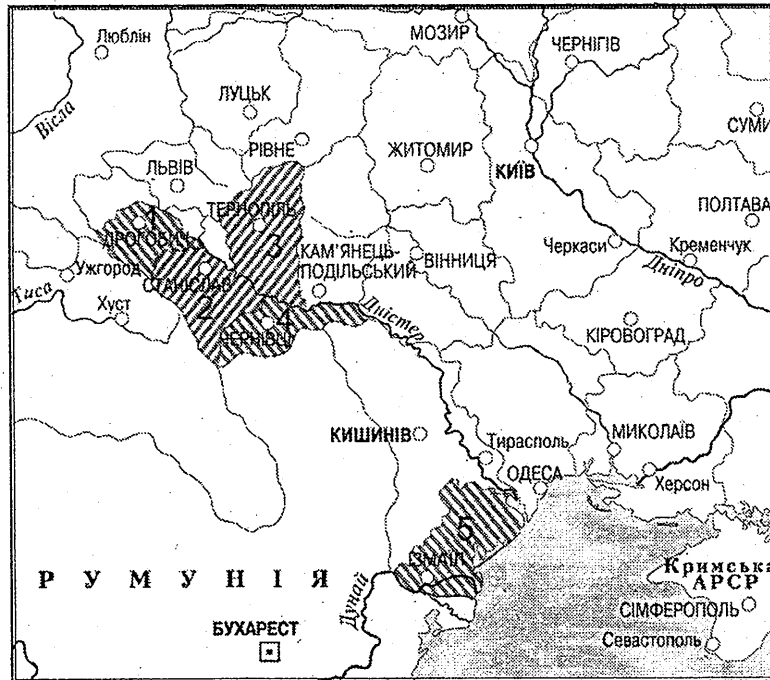 МОЗИР
Люблін
ЧЕРНІГІВ
Вісла
ЛУЦЬК
СУМИ
РІВНЕ
ЖИТОМИР
КИЇВ
ЛЬВІВ
1
ТЕРНОПІЛЬ
ПОЛТАВА
ДРОГОБИЧ
3
КАМ'ЯНЕЦЬ-
ПОДІЛЬСЬКИЙ
ВІННИЦЯ
Черкаси
Кременчук
Ужгород
СТАНІСЛАВ
Дніпро
Хуст
2
4
Дністер
ЧЕРНІВЦІ
КІРОВОГРАД
КИШИНІВ
МИКОЛАЇВ
Тирасполь
ОДЕСА
Херсон
5
ІЗМАЇЛ
Кримська
АРСР
РУМУНІЯ
Дунай
СІМФЕРОПОЛЬ
БУХАРЕСТ
Севастополь